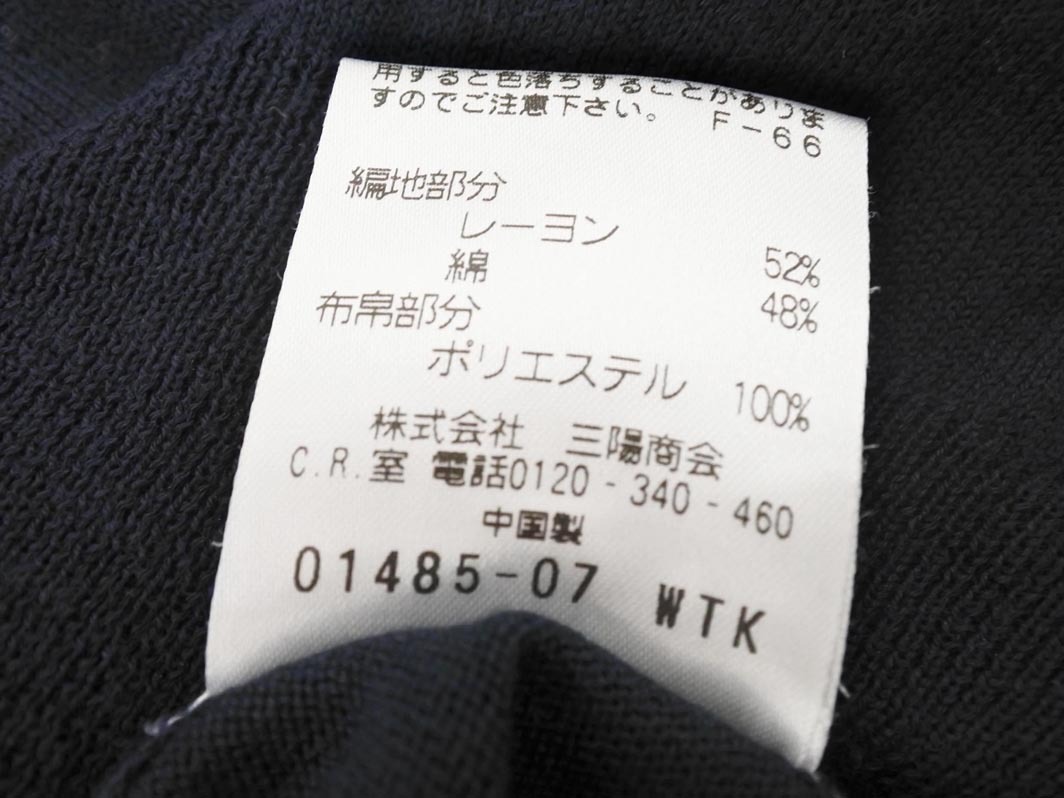 用すると色落ちすることがありま
すのでご注意下さい。 F-66
編地部分
レーヨン 52%
綿 48%
布帛部分
ポリエステル 100%
株式会社 三陽商会
C.R.室 電話0120-340-460
中国製
01485-07 WTK